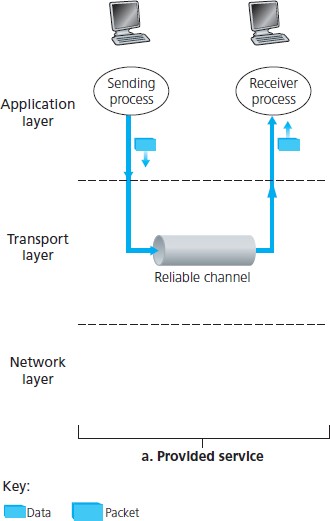 Sending
process
Receiver
process
Application
layer
Transport
layer
Reliable channel
Network
layer
a. Provided service
Key:
Data
Packet